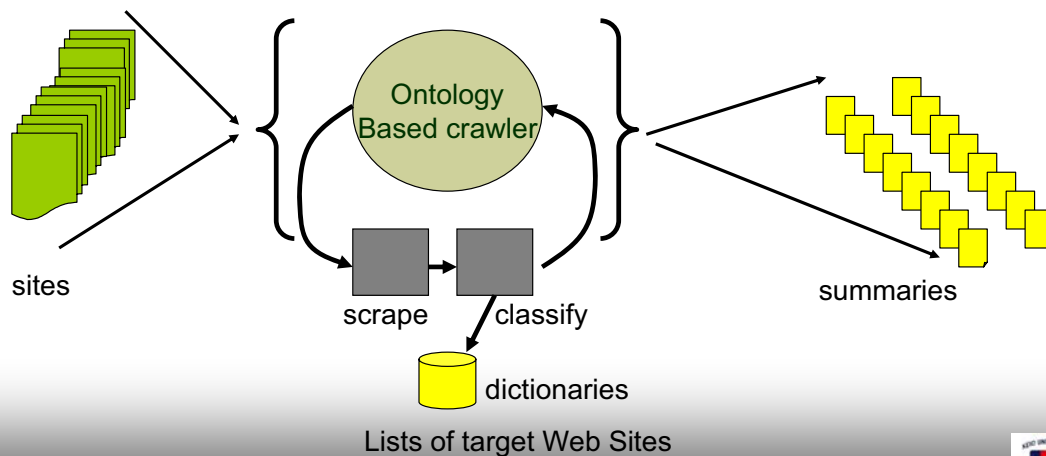 Ontology
Based crawler
sites
scrape
classify
summaries
dictionaries
Lists of target Web Sites